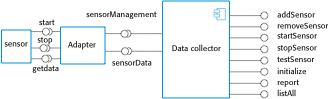 start
stop
getdata
sensor
Adapter
sensorManagement
sensorData
Data collector
addSensor
removeSensor
startSensor
stopSensor
testSensor
initialize
report
listAll